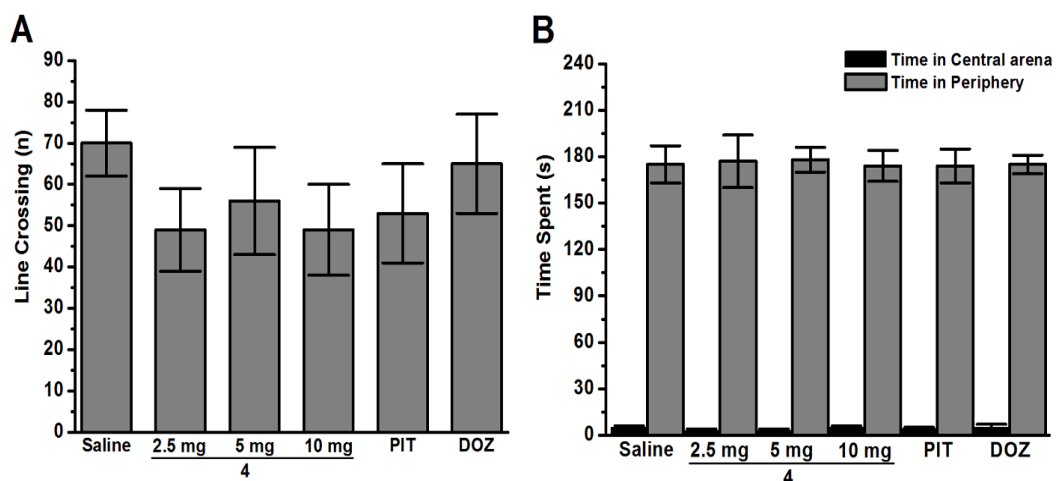 A
Line Crossing (n)
90
80
70
60
50
40
30
20
10
0
Saline 2.5 mg 5 mg 10 mg PIT DOZ
4
B
Time in Central arena
Time in Periphery
Time Spent (s)
240
210
180
150
120
90
60
30
0
Saline 2.5 mg 5 mg 10 mg PIT DOZ
4